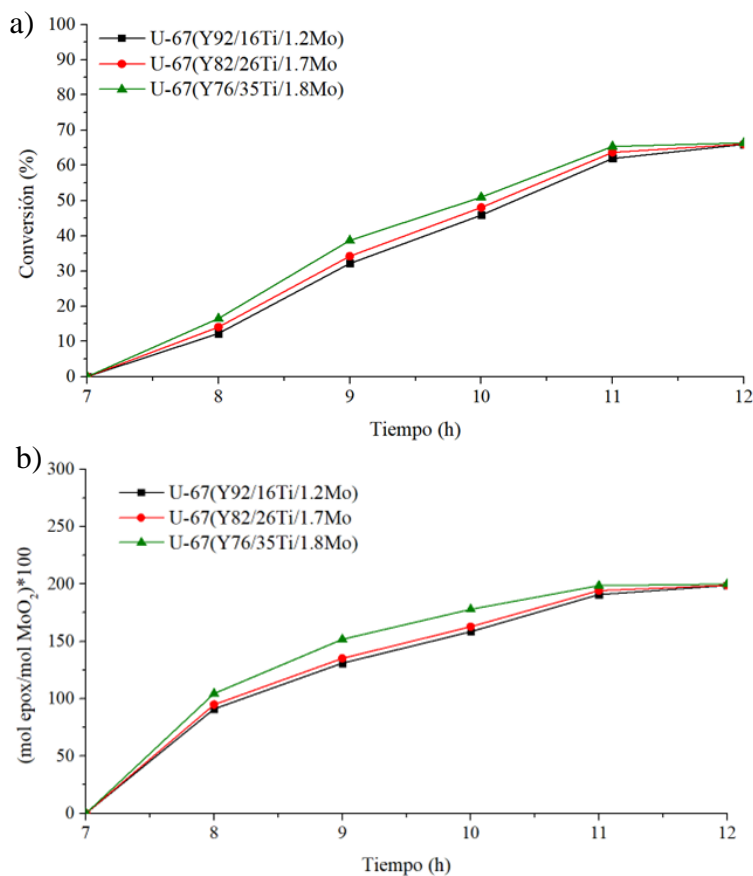 a)
100
90
80
70
60
50
40
30
20
10
0
Conversión (%)
U-67(Y92/16Ti/1.2Mo)
U-67(Y82/26Ti/1.7Mo
U-67(Y76/35Ti/1.8Mo)
7 8 9 10 11 12
Tiempo (h)
b)
300
250
200
150
100
50
0
(mol epox/mol MoO₂)*100
U-67(Y92/16Ti/1.2Mo)
U-67(Y82/26Ti/1.7Mo
U-67(Y76/35Ti/1.8Mo)
7 8 9 10 11 12
Tiempo (h)